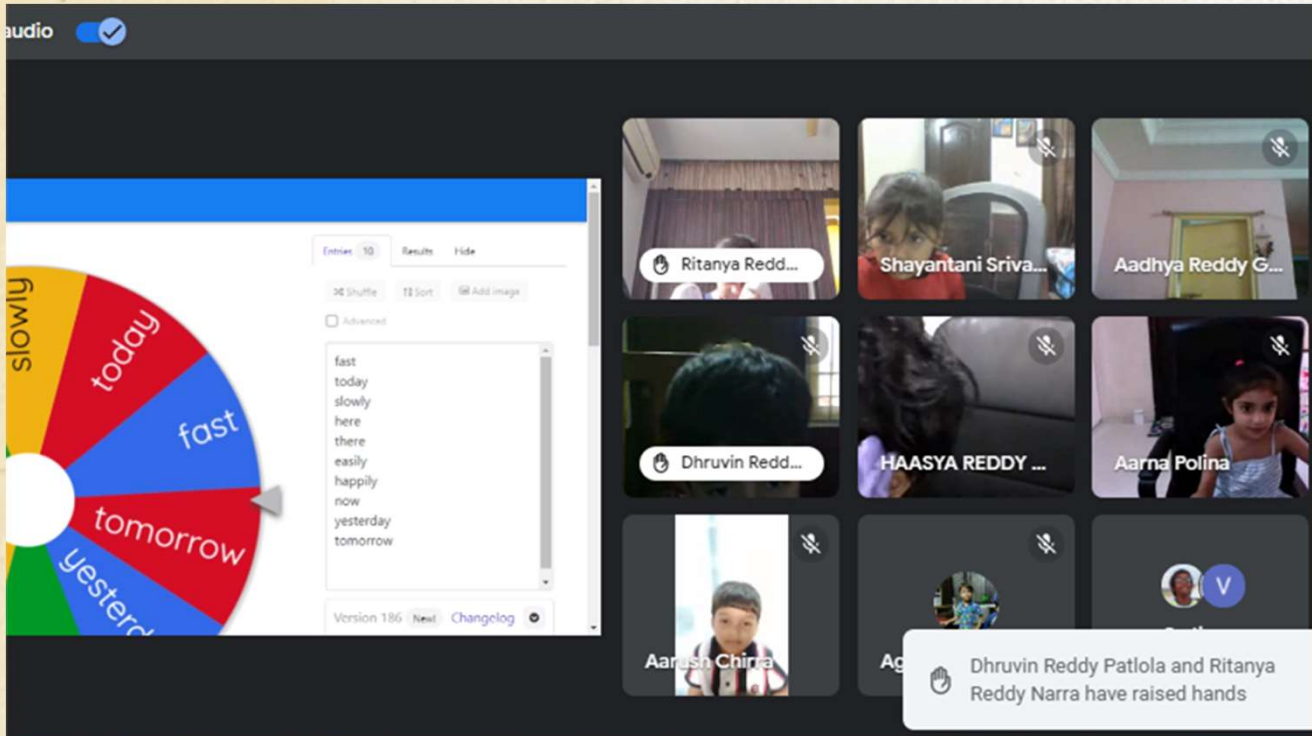 audio
Entries 10 Results Hide
Shuffle Sort Add image
Advanced
fast
today
slowly
here
there
easily
happily
now
yesterday
tomorrow
Version 186 New! Changelog
slowly
today
fast
tomorrow
yesterd
Ritanya Redd...
Shayantani Sriva...
Aadhya Reddy G...
Dhruvin Redd...
HAASYA REDDY ...
Aarna Polina
Aarush Chirra
Ag
V
Dhruvin Reddy Patlola and Ritanya
Reddy Narra have raised hands